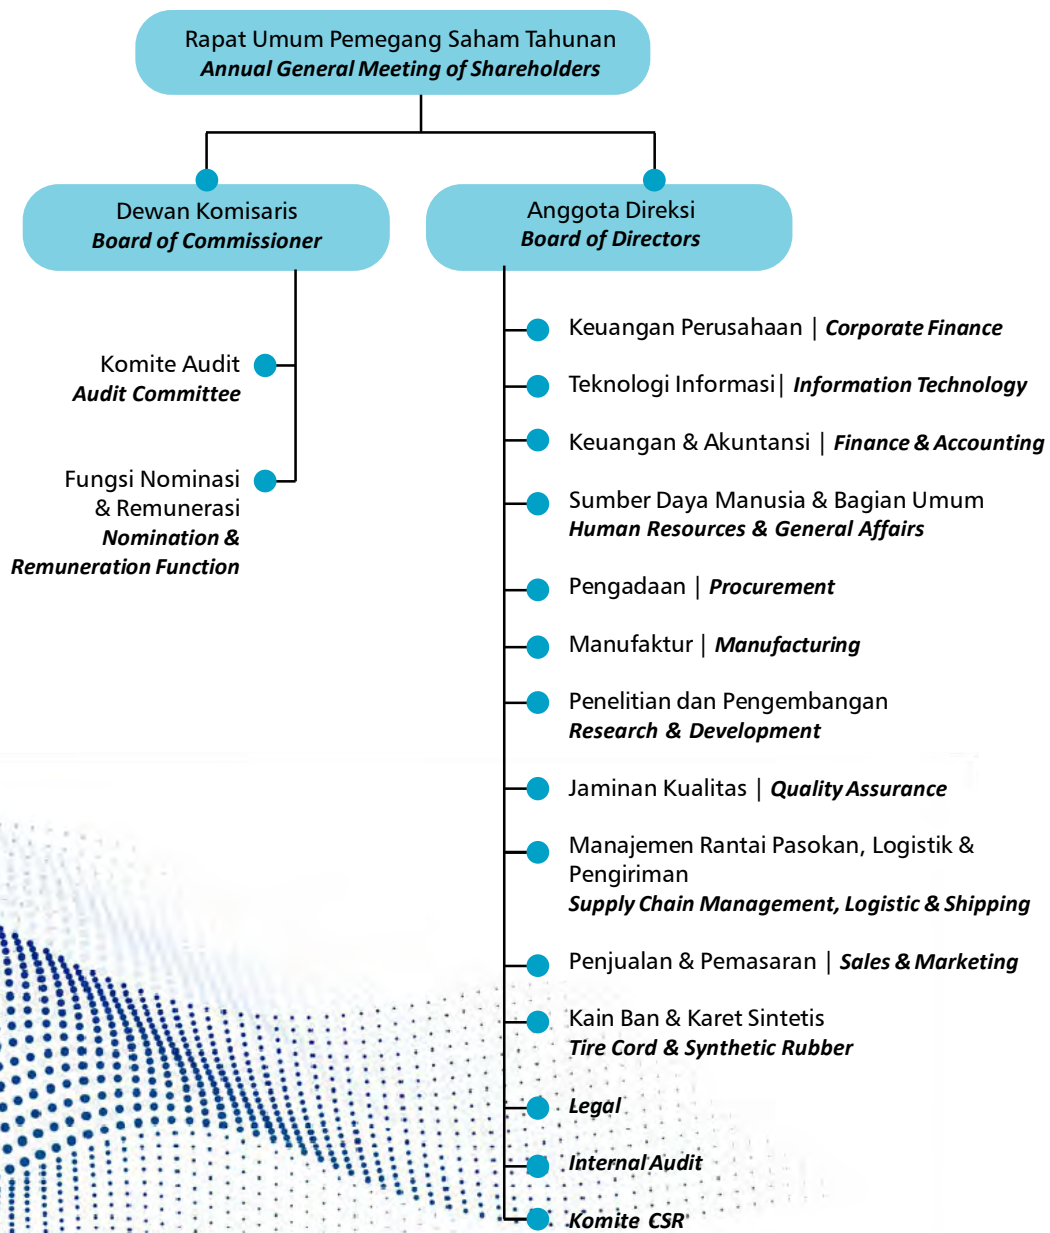 Rapat Umum Pemegang Saham Tahunan
Annual General Meeting of Shareholders
Dewan Komisaris
Board of Commissioner
Komite Audit
Audit Committee
Fungsi Nominasi
& Remunerasi
Nomination &
Remuneration Function
Anggota Direksi
Board of Directors
Keuangan Perusahaan | Corporate Finance
Teknologi Informasi| Information Technology
Keuangan & Akuntansi | Finance & Accounting
Sumber Daya Manusia & Bagian Umum
Human Resources & General Affairs
Pengadaan | Procurement
Manufaktur | Manufacturing
Penelitian dan Pengembangan
Research & Development
Jaminan Kualitas | Quality Assurance
Manajemen Rantai Pasokan, Logistik &
Pengiriman
Supply Chain Management, Logistic & Shipping
Penjualan & Pemasaran | Sales & Marketing
Kain Ban & Karet Sintetis
Tire Cord & Synthetic Rubber
Legal
Internal Audit
Komite CSR